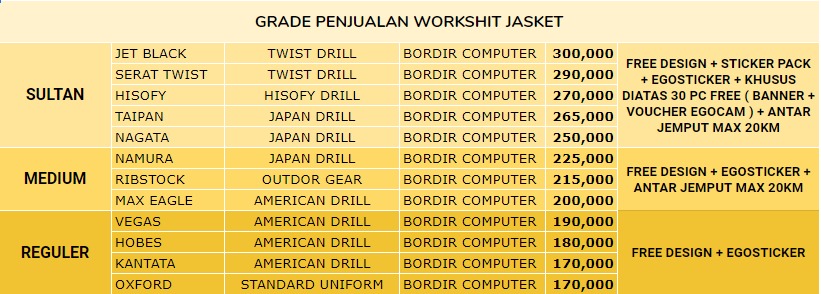 GRADE PENJUALAN WORKSHIT JASKET
SULTAN
JET BLACK TWIST DRILL BORDIR COMPUTER 300,000
SERAT TWIST TWIST DRILL BORDIR COMPUTER 290,000
HISOFY HISOFY DRILL BORDIR COMPUTER 270,000
TAIPAN JAPAN DRILL BORDIR COMPUTER 265,000
NAGATA JAPAN DRILL BORDIR COMPUTER 250,000
FREE DESIGN + STICKER PACK
+ EGOSTICKER + KHUSUS
DIATAS 30 PC FREE ( BANNER +
VOUCHER EGOCAM ) + ANTAR
JEMPUT MAX 20KM
MEDIUM
NAMURA JAPAN DRILL BORDIR COMPUTER 225,000
RIBSTOCK OUTDOR GEAR BORDIR COMPUTER 215,000
MAX EAGLE AMERICAN DRILL BORDIR COMPUTER 200,000
FREE DESIGN + EGOSTICKER +
ANTAR JEMPUT MAX 20KM
REGULER
VEGAS AMERICAN DRILL BORDIR COMPUTER 190,000
HOBES AMERICAN DRILL BORDIR COMPUTER 180,000
KANTATA AMERICAN DRILL BORDIR COMPUTER 170,000
OXFORD STANDARD UNIFORM BORDIR COMPUTER 170,000
FREE DESIGN + EGOSTICKER